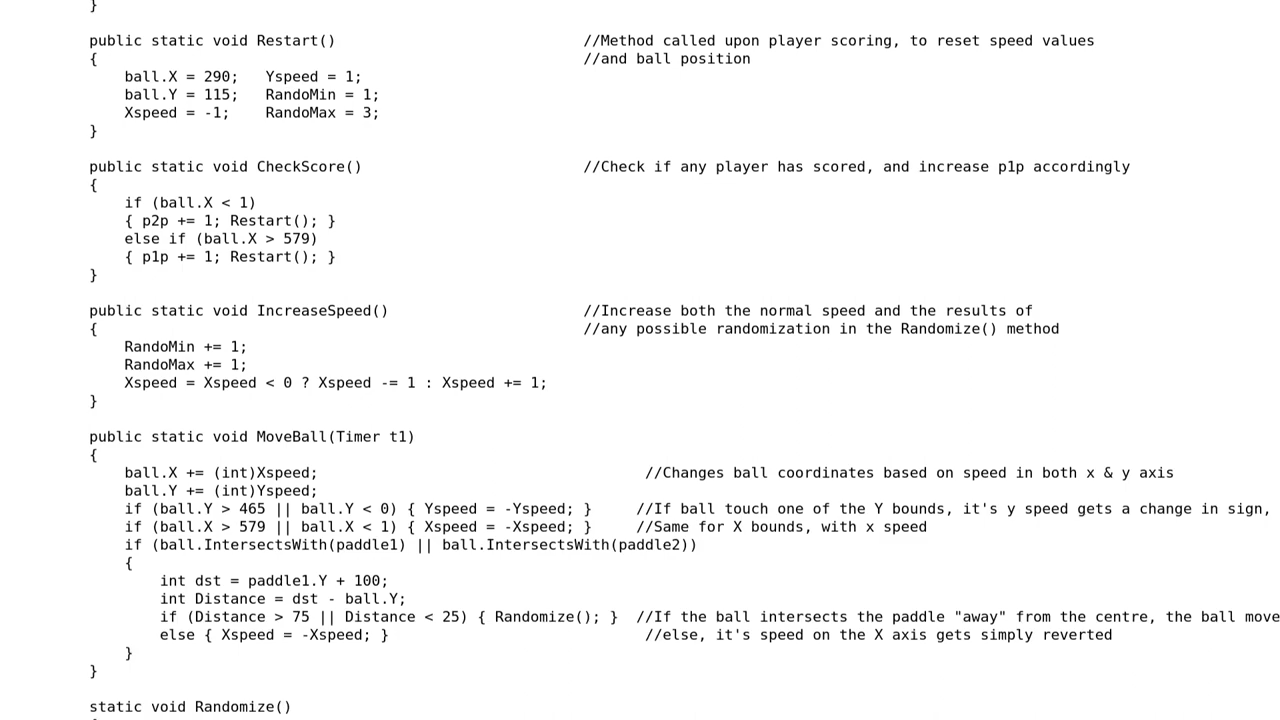 }
public static void Restart() //Method called upon player scoring, to reset speed values
{ //and ball position
ball.X = 290; Yspeed = 1;
ball.Y = 115; RandoMin = 1;
Xspeed = -1; RandoMax = 3;
}
public static void CheckScore() //Check if any player has scored, and increase p1p accordingly
{
if (ball.X < 1)
{ p2p += 1; Restart(); }
else if (ball.X > 579)
{ p1p += 1; Restart(); }
}
public static void IncreaseSpeed() //Increase both the normal speed and the results of
{ //any possible randomization in the Randomize() method
RandoMin += 1;
RandoMax += 1;
Xspeed = Xspeed < 0 ? Xspeed -= 1 : Xspeed += 1;
}
public static void MoveBall(Timer t1)
{
ball.X += (int)Xspeed; //Changes ball coordinates based on speed in both x & y axis
ball.Y += (int)Yspeed;
if (ball.Y > 465 || ball.Y < 0) { Yspeed = -Yspeed; } //If ball touch one of the Y bounds, it's y speed gets a change in sign,
if (ball.X > 579 || ball.X < 1) { Xspeed = -Xspeed; } //Same for X bounds, with x speed
if (ball.IntersectsWith(paddle1) || ball.IntersectsWith(paddle2))
{
int dst = paddle1.Y + 100;
int Distance = dst - ball.Y;
if (Distance > 75 || Distance < 25) { Randomize(); } //If the ball intersects the paddle "away" from the centre, the ball move
else { Xspeed = -Xspeed; } //else, it's speed on the X axis gets simply reverted
}
}
static void Randomize()